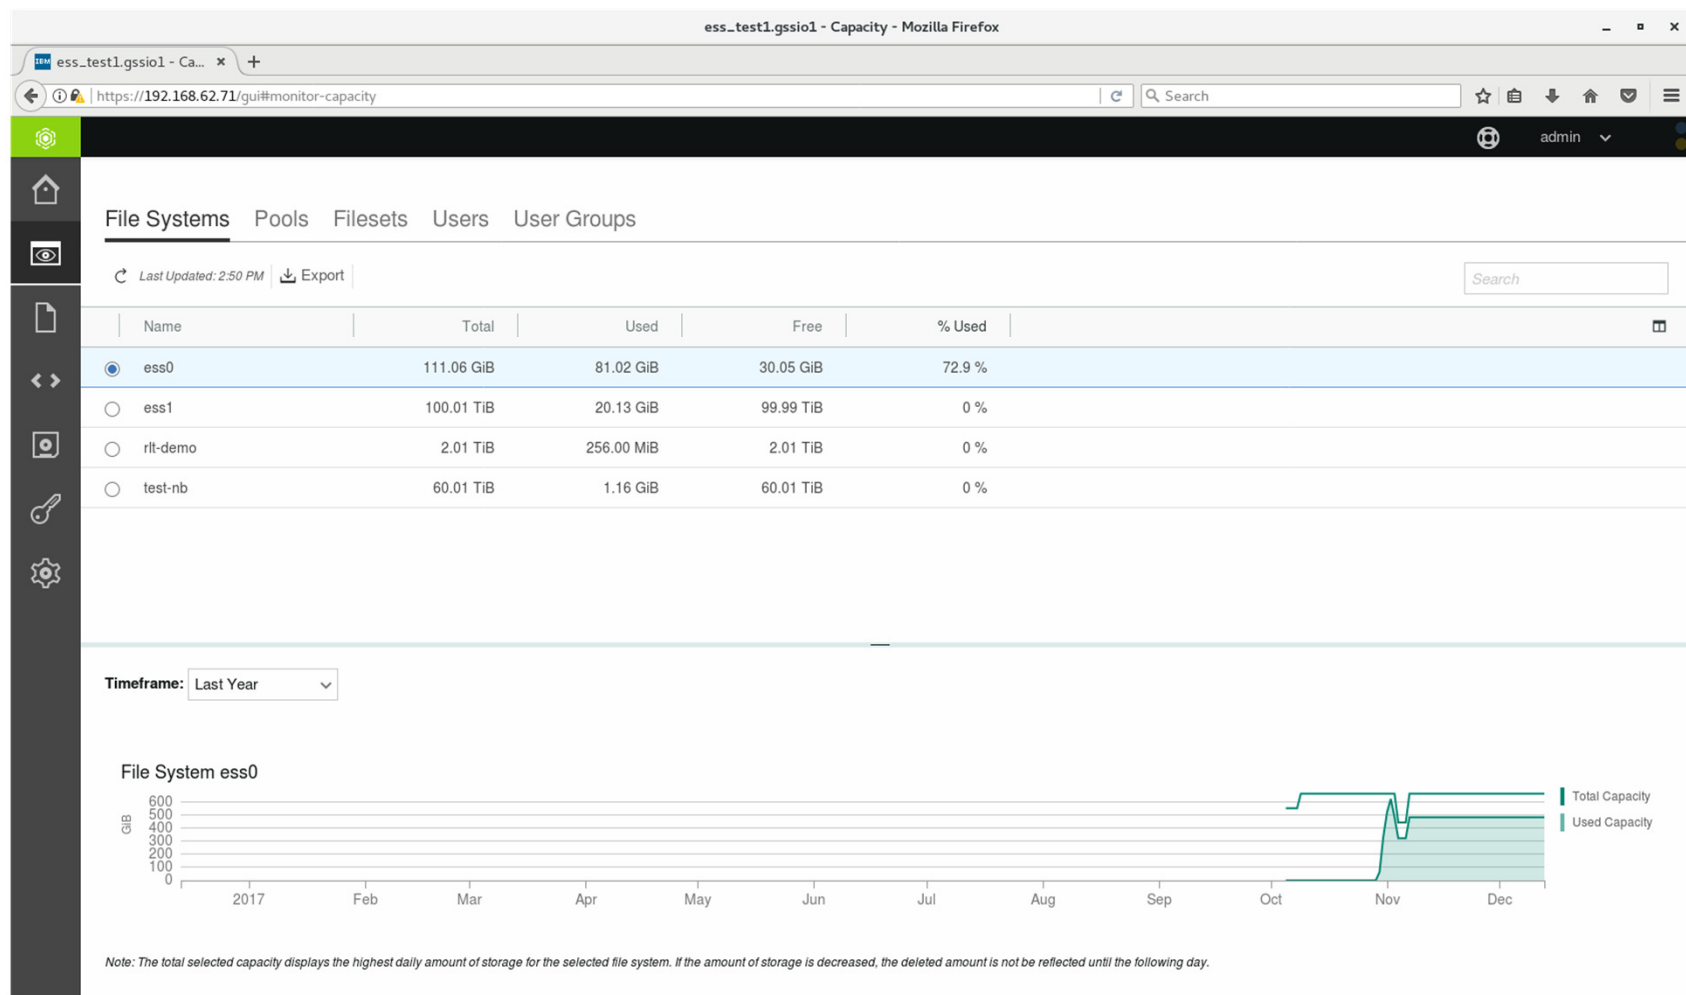 ess_test1.gssio1 - Capacity - Mozilla Firefox
IBM ess_test1.gssio1 - Ca...
https://192.168.62.71/gui#monitor-capacity Search
admin
File Systems Pools Filesets Users User Groups
Last Updated: 2:50 PM Export Search
Name Total Used Free % Used
ess0 111.06 GiB 81.02 GiB 30.05 GiB 72.9 %
ess1 100.01 TiB 20.13 GiB 99.99 TiB 0 %
rlt-demo 2.01 TiB 256.00 MiB 2.01 TiB 0 %
test-nb 60.01 TiB 1.16 GiB 60.01 TiB 0 %
Timeframe: Last Year
File System ess0
GiB
600
500
400
300
200
100
0
2017 Feb Mar Apr May Jun Jul Aug Sep Oct Nov Dec
Total Capacity
Used Capacity
Note: The total selected capacity displays the highest daily amount of storage for the selected file system. If the amount of storage is decreased, the deleted amount is not be reflected until the following day.